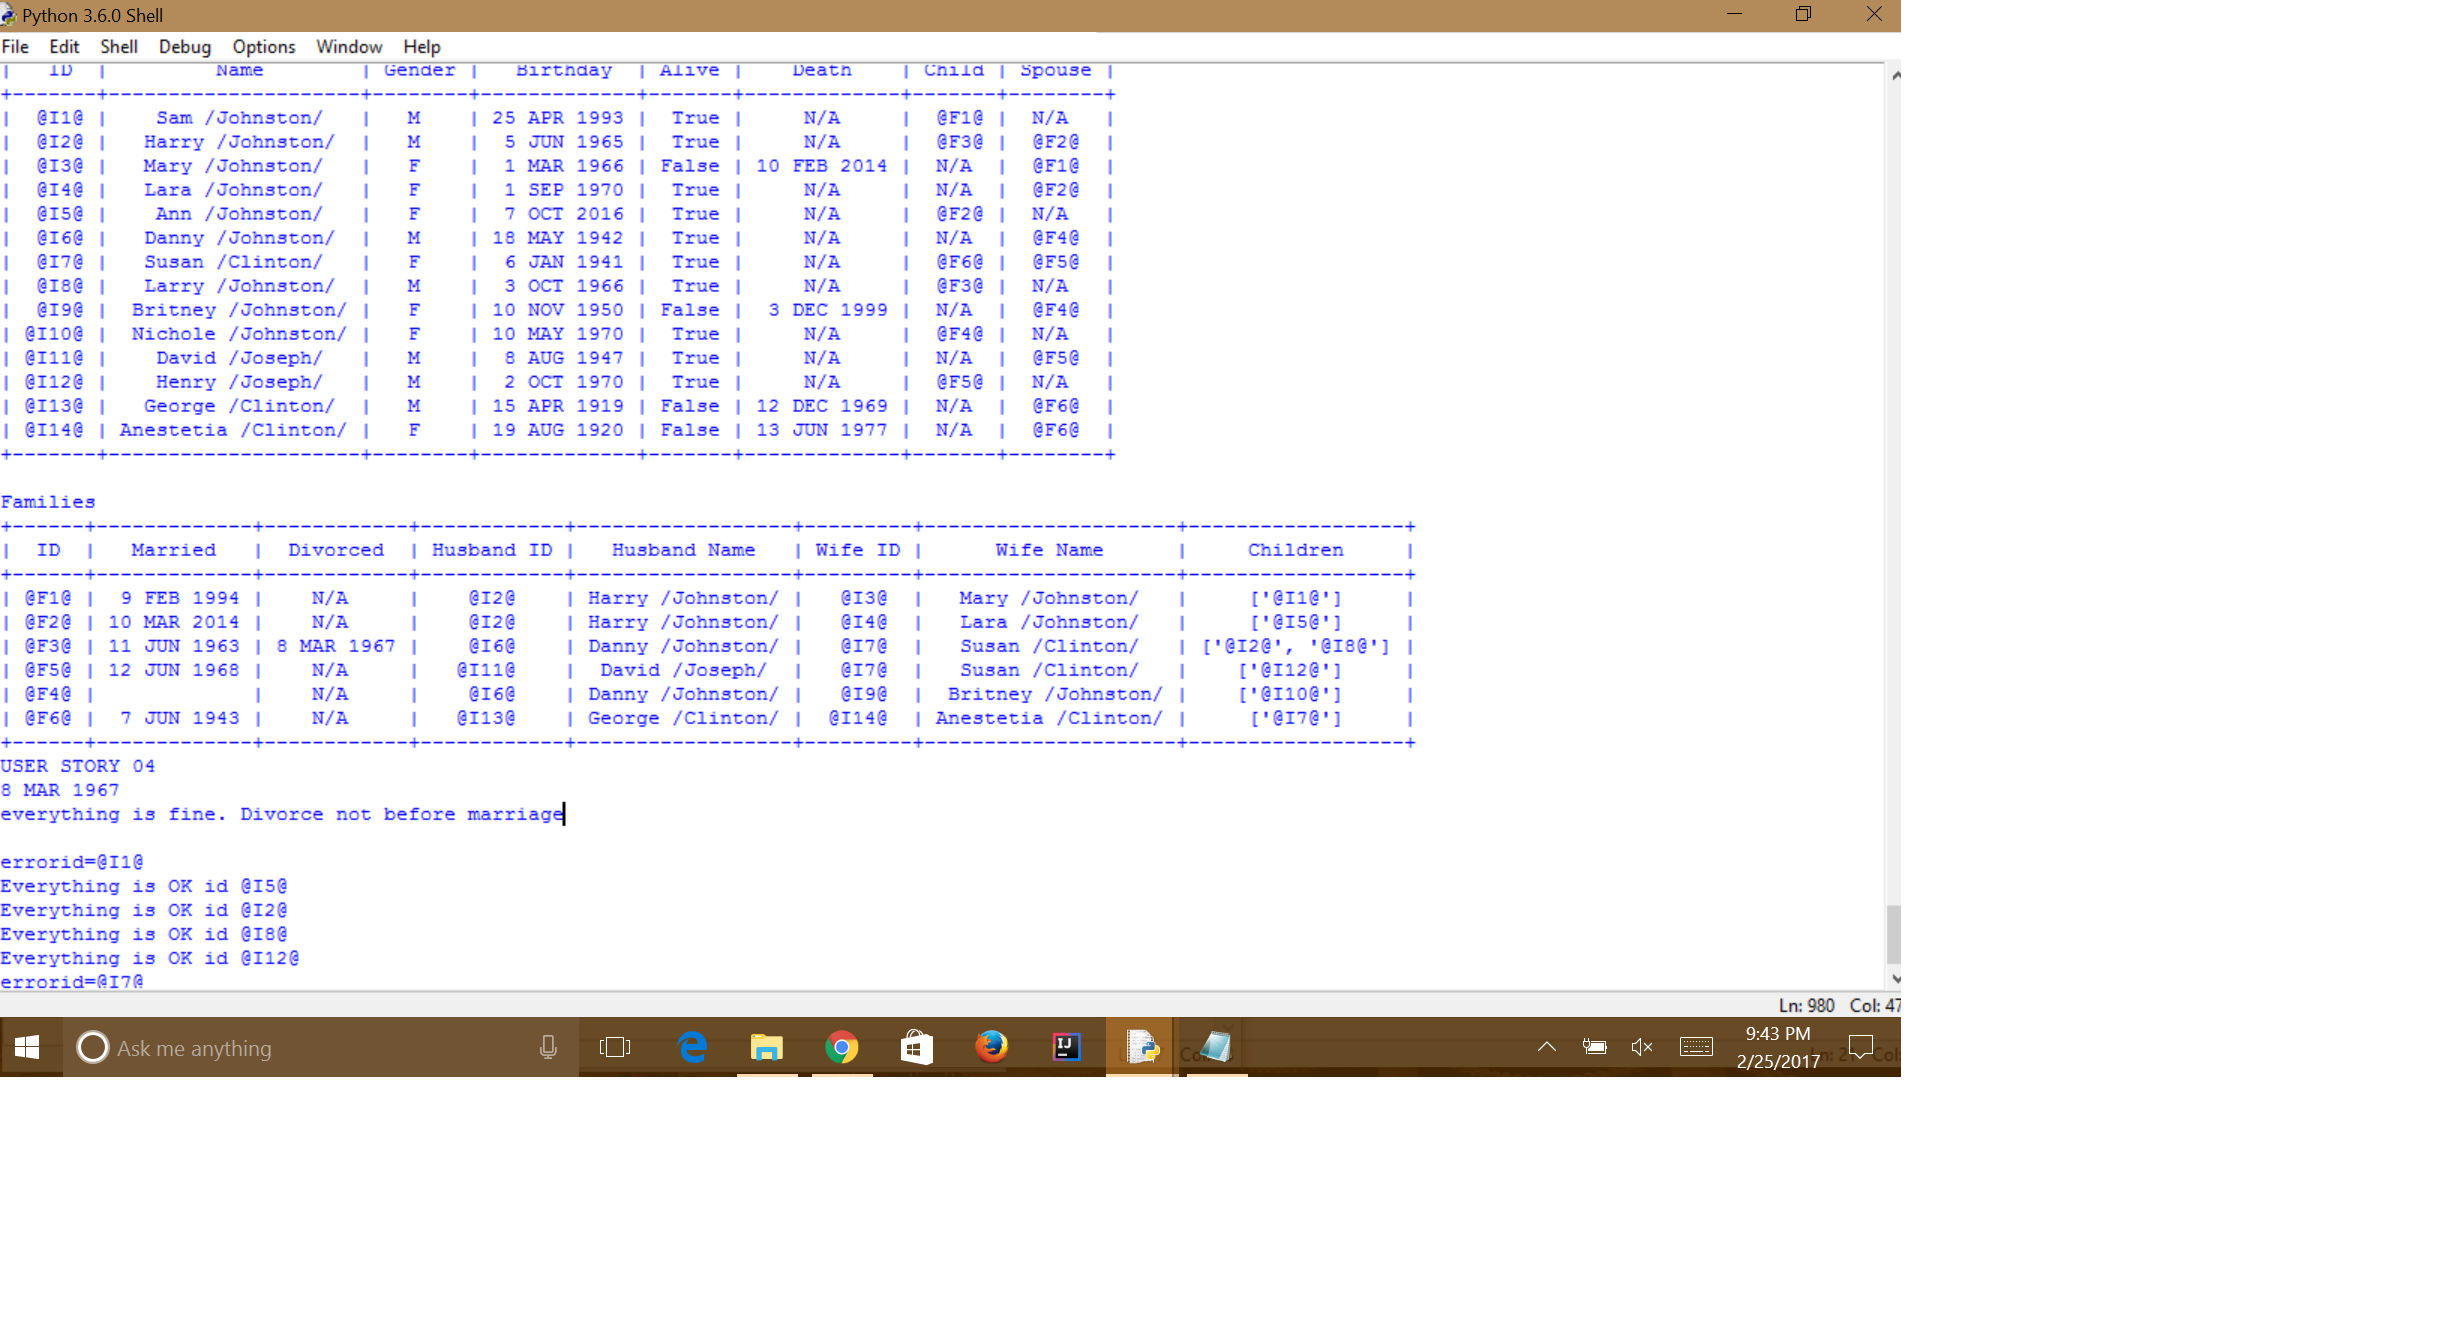 Python 3.6.0 Shell
File Edit Shell Debug Options Window Help
| ID | Name | Gender | Birthday | Alive | Death | Child | Spouse |
+-------+---------------------+--------+-------------+-------+-------------+-------+--------+
| @I1@ | Sam /Johnston/ | M | 25 APR 1993 | True | N/A | @F1@ | N/A |
| @I2@ | Harry /Johnston/ | M | 5 JUN 1965 | True | N/A | @F3@ | @F2@ |
| @I3@ | Mary /Johnston/ | F | 1 MAR 1966 | False | 10 FEB 2014 | N/A | @F1@ |
| @I4@ | Lara /Johnston/ | F | 1 SEP 1970 | True | N/A | N/A | @F2@ |
| @I5@ | Ann /Johnston/ | F | 7 OCT 2016 | True | N/A | @F2@ | N/A |
| @I6@ | Danny /Johnston/ | M | 18 MAY 1942 | True | N/A | N/A | @F4@ |
| @I7@ | Susan /Clinton/ | F | 6 JAN 1941 | True | N/A | @F6@ | @F5@ |
| @I8@ | Larry /Johnston/ | M | 3 OCT 1966 | True | N/A | @F3@ | N/A |
| @I9@ | Britney /Johnston/ | F | 10 NOV 1950 | False | 3 DEC 1999 | N/A | @F4@ |
| @I10@ | Nichole /Johnston/ | F | 10 MAY 1970 | True | N/A | @F4@ | N/A |
| @I11@ | David /Joseph/ | M | 8 AUG 1947 | True | N/A | N/A | @F5@ |
| @I12@ | Henry /Joseph/ | M | 2 OCT 1970 | True | N/A | @F5@ | N/A |
| @I13@ | George /Clinton/ | M | 15 APR 1919 | False | 12 DEC 1969 | N/A | @F6@ |
| @I14@ | Anestetia /Clinton/ | F | 19 AUG 1920 | False | 13 JUN 1977 | N/A | @F6@ |
+-------+---------------------+--------+-------------+-------+-------------+-------+--------+
Families
+------+-------------+------------+------------+------------------+---------+---------------------+------------------+
| ID | Married | Divorced | Husband ID | Husband Name | Wife ID | Wife Name | Children |
+------+-------------+------------+------------+------------------+---------+---------------------+------------------+
| @F1@ | 9 FEB 1994 | N/A | @I2@ | Harry /Johnston/ | @I3@ | Mary /Johnston/ | ['@I1@'] |
| @F2@ | 10 MAR 2014 | N/A | @I2@ | Harry /Johnston/ | @I4@ | Lara /Johnston/ | ['@I5@'] |
| @F3@ | 11 JUN 1963 | 8 MAR 1967 | @I6@ | Danny /Johnston/ | @I7@ | Susan /Clinton/ | ['@I2@', '@I8@'] |
| @F5@ | 12 JUN 1968 | N/A | @I11@ | David /Joseph/ | @I7@ | Susan /Clinton/ | ['@I12@'] |
| @F4@ | | N/A | @I6@ | Danny /Johnston/ | @I9@ | Britney /Johnston/ | ['@I10@'] |
| @F6@ | 7 JUN 1943 | N/A | @I13@ | George /Clinton/ | @I14@ | Anestetia /Clinton/ | ['@I7@'] |
+------+-------------+------------+------------+------------------+---------+---------------------+------------------+
USER STORY 04
8 MAR 1967
everything is fine. Divorce not before marriage
errorid=@I1@
Everything is OK id @I5@
Everything is OK id @I2@
Everything is OK id @I8@
Everything is OK id @I12@
errorid=@I7@
Ln: 980 Col: 47
Ask me anything
IJ
9:43 PM
2/25/2017